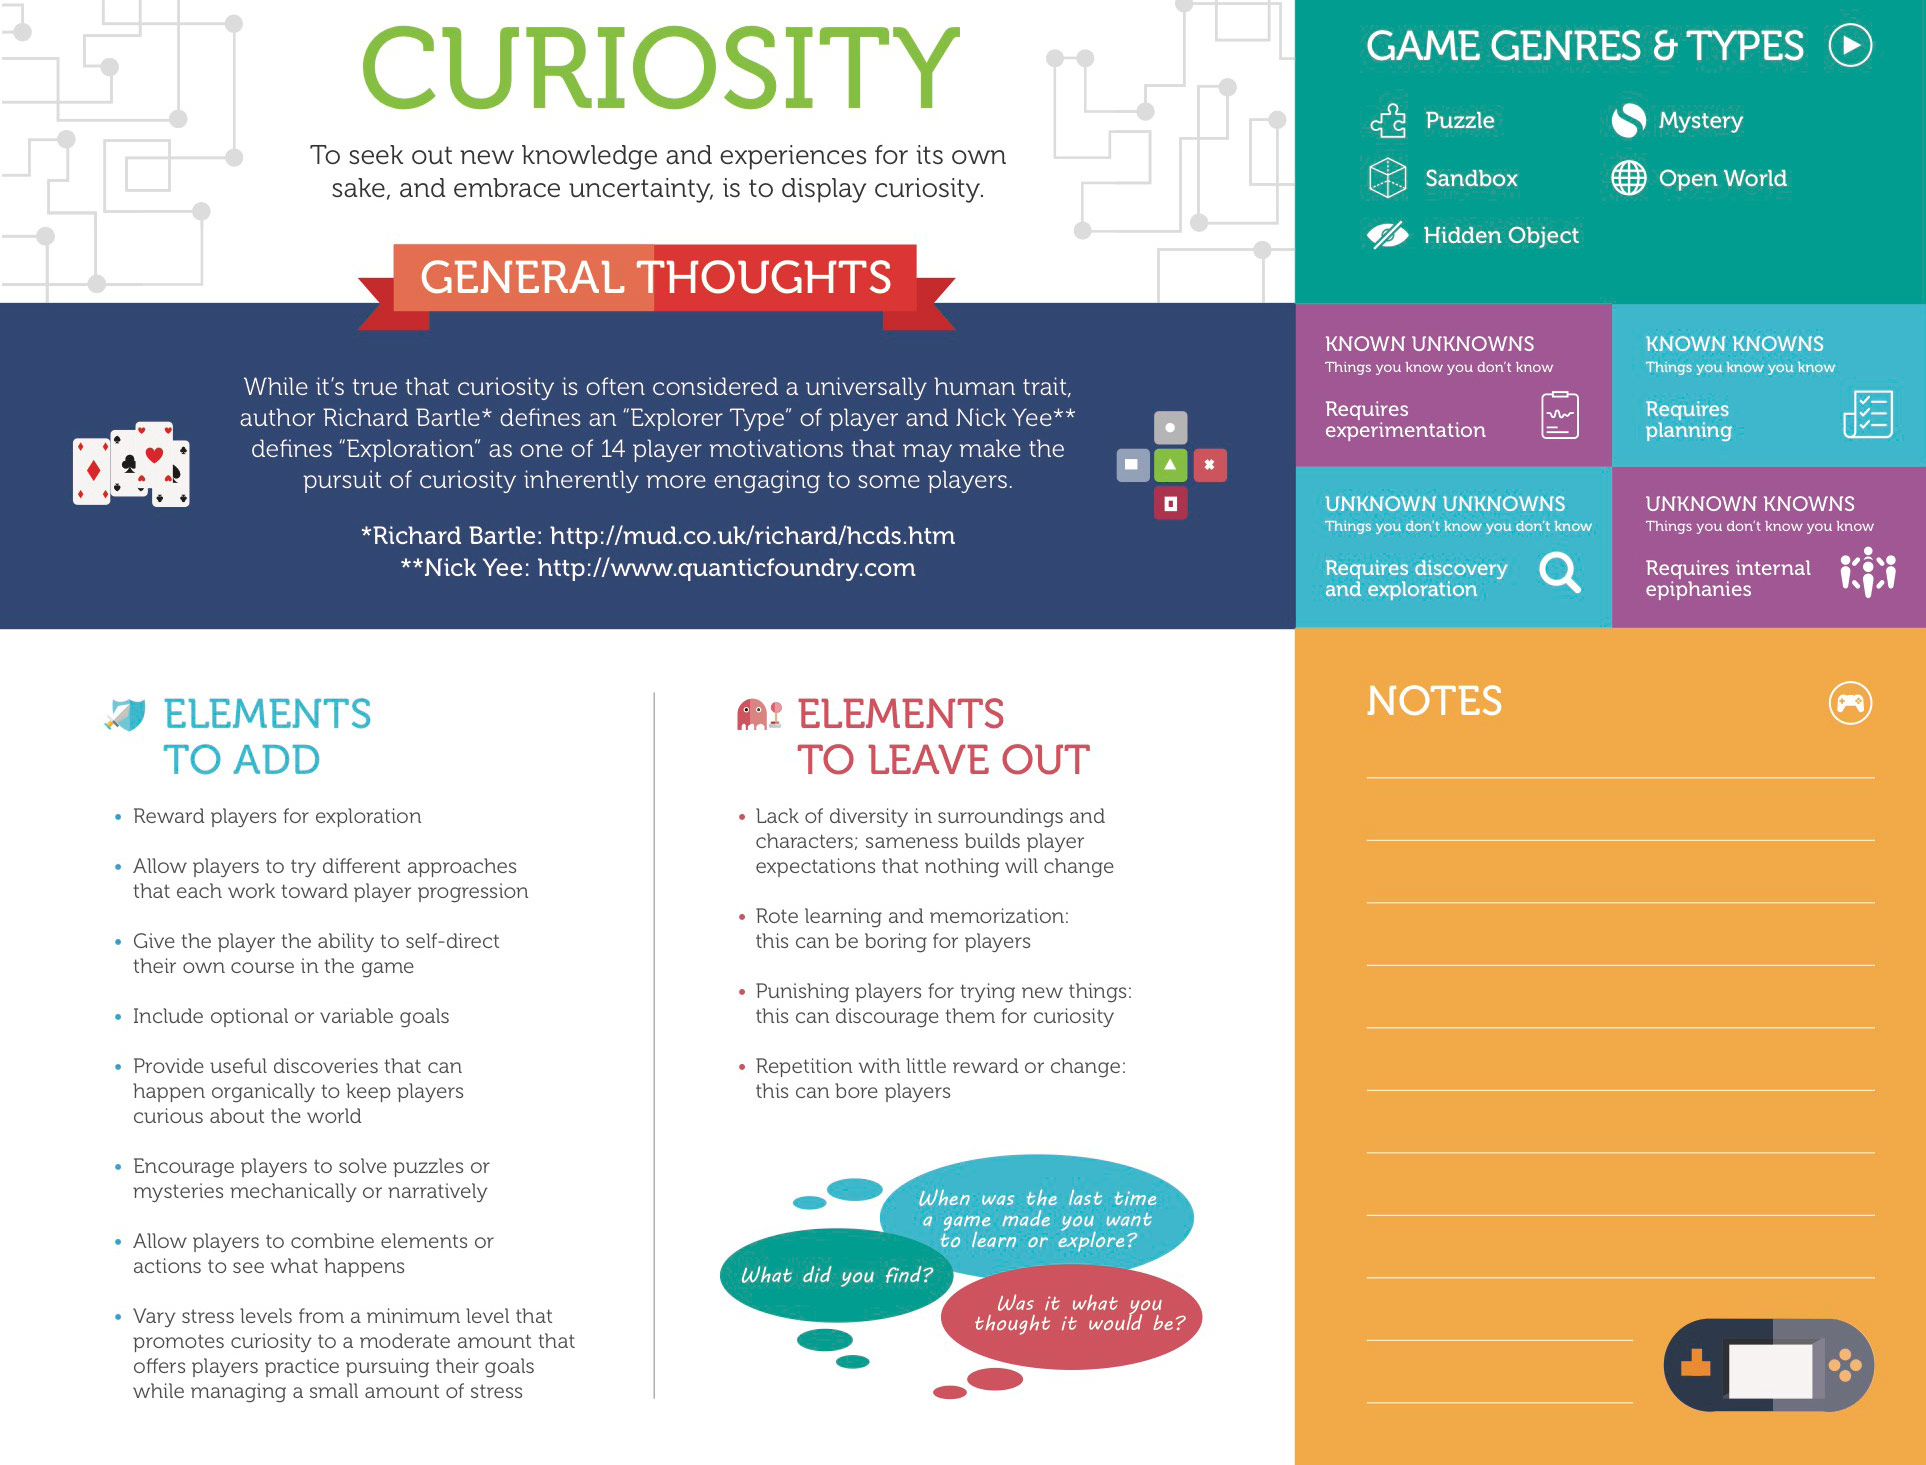 CURIOSITY
To seek out new knowledge and experiences for its own
sake, and embrace uncertainty, is to display curiosity.
GENERAL THOUGHTS
While it's true that curiosity is often considered a universally human trait,
author Richard Bartle* defines an "Explorer Type" of player and Nick Yee**
defines "Exploration" as one of 14 player motivations that may make the
pursuit of curiosity inherently more engaging to some players.
*Richard Bartle: http://mud.co.uk/richard/hcds.htm
**Nick Yee: http://www.quanticfoundry.com
GAME GENRES & TYPES
Puzzle
Mystery
Sandbox
Open World
Hidden Object
KNOWN UNKNOWNS
Things you know you don't know
Requires
experimentation
KNOWN KNOWNS
Things you know you know
Requires
planning
UNKNOWN UNKNOWNS
Things you don't know you don't know
Requires discovery
and exploration
UNKNOWN KNOWNS
Things you don't know you know
Requires internal
epiphanies
ELEMENTS
TO ADD
• Reward players for exploration
• Allow players to try different approaches
that each work toward player progression
• Give the player the ability to self-direct
their own course in the game
• Include optional or variable goals
• Provide useful discoveries that can
happen organically to keep players
curious about the world
• Encourage players to solve puzzles or
mysteries mechanically or narratively
• Allow players to combine elements or
actions to see what happens
• Vary stress levels from a minimum level that
promotes curiosity to a moderate amount that
offers players practice pursuing their goals
while managing a small amount of stress
ELEMENTS
TO LEAVE OUT
• Lack of diversity in surroundings and
characters; sameness builds player
expectations that nothing will change
• Rote learning and memorization:
this can be boring for players
• Punishing players for trying new things:
this can discourage them for curiosity
• Repetition with little reward or change:
this can bore players
When was the last time
a game made you want
to learn or explore?
What did you find?
Was it what you
thought it would be?
NOTES